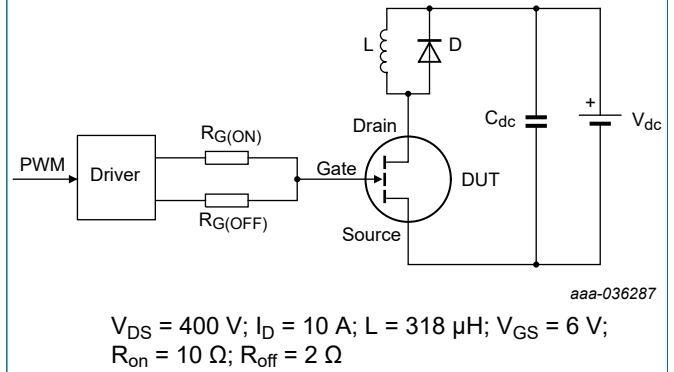 L
D
Drain
C_dc
+
V_dc
R_G(ON)
PWM
Driver
Gate
DUT
R_G(OFF)
Source
aaa-036287
V_DS = 400 V; I_D = 10 A; L = 318 µH; V_GS = 6 V;
R_on = 10 Ω; R_off = 2 Ω